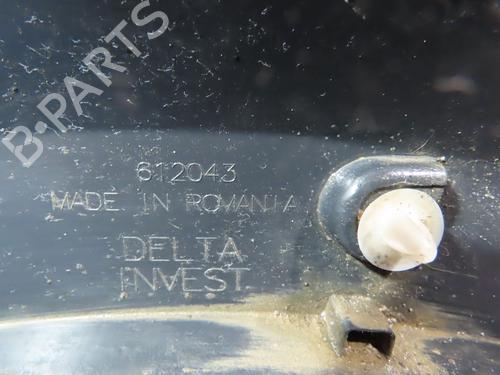 B-PARTS
612043
MADE IN ROMANIA
DELTA
INVEST